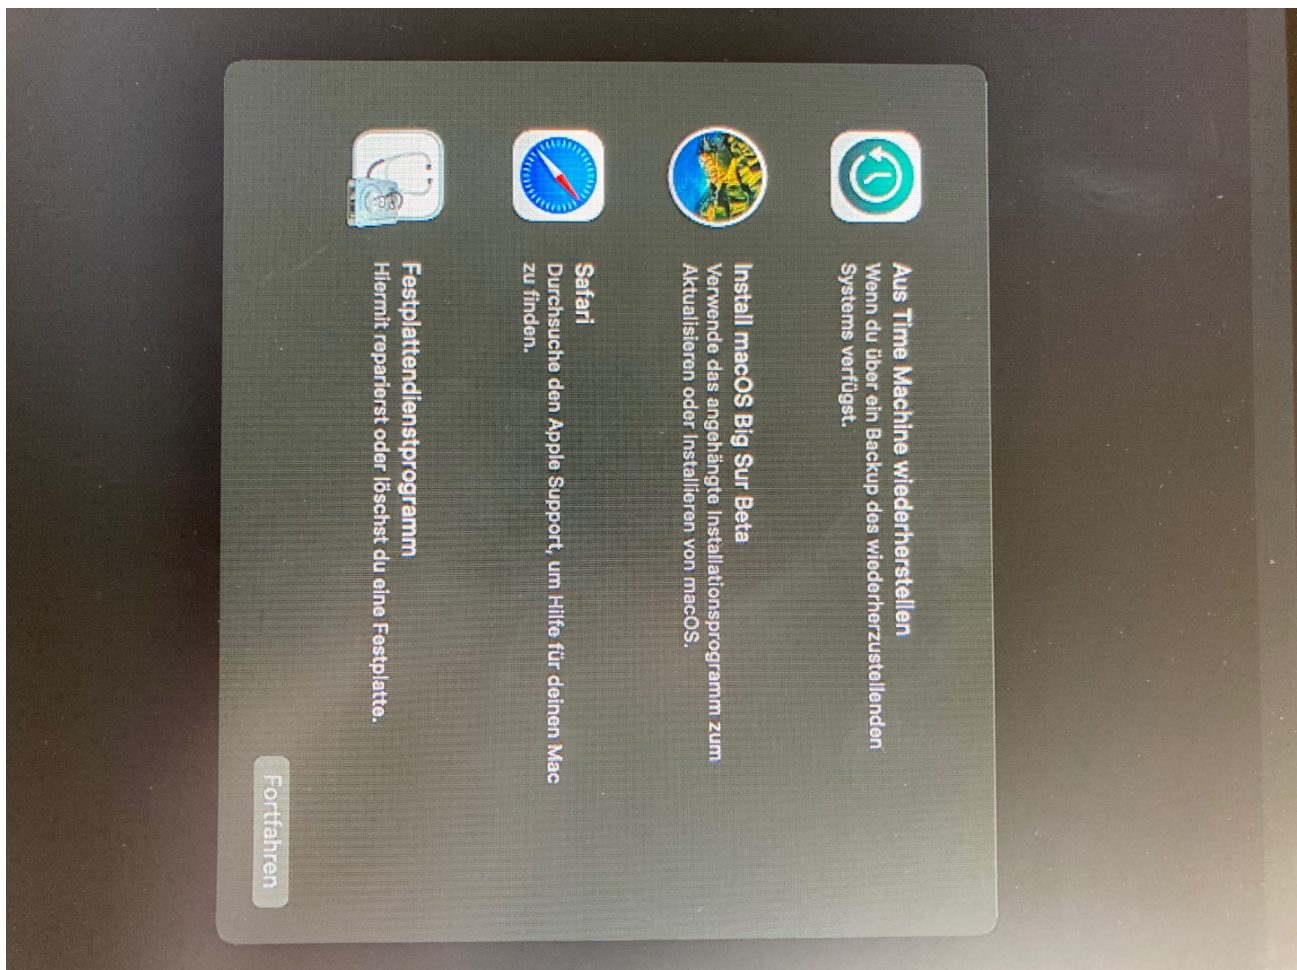 Aus Time Machine wiederherstellen
Wenn du über ein Backup des wiederherzustellenden
Systems verfügst.
Install macOS Big Sur Beta
Verwende das angehängte Installationsprogramm zum
Aktualisieren oder Installieren von macOS.
Safari
Durchsuche den Apple Support, um Hilfe für deinen Mac
zu finden.
Festplattendienstprogramm
Hiermit reparierst oder löschst du eine Festplatte.
Fortfahren